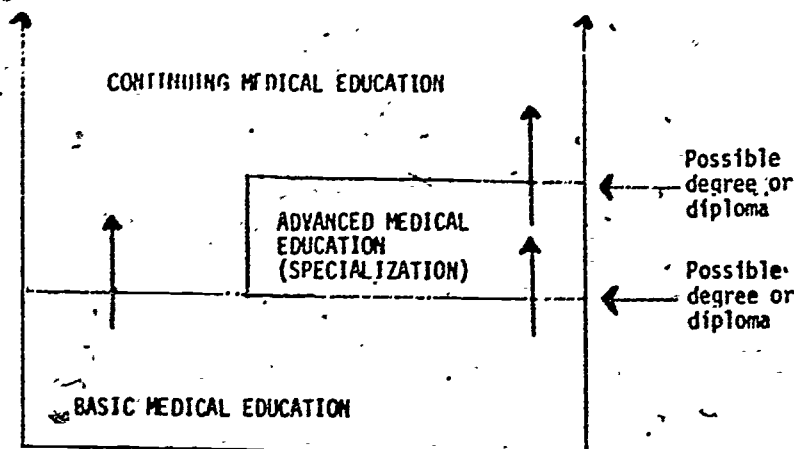 CONTINUING MEDICAL EDUCATION
Possible
degree or
diploma
ADVANCED MEDICAL
EDUCATION
(SPECIALIZATION)
Possible
degree or
diploma
BASIC MEDICAL EDUCATION